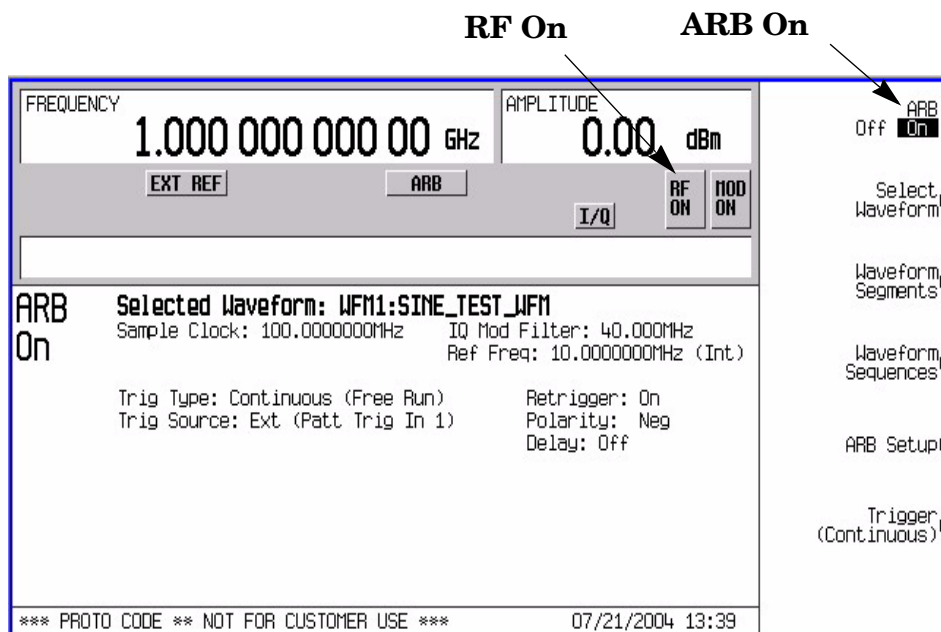 RF On ARB On
FREQUENCY AMPLITUDE
1.000 000 000 00 GHz 0.00 dBm
EXT REF ARB I/Q RF ON MOD ON
ARB On
Selected Waveform: WFM1:SINE_TEST_WFM
Sample Clock: 100.0000000MHz IQ Mod Filter: 40.000MHz
Ref Freq: 10.0000000MHz (Int)
Trig Type: Continuous (Free Run) Retrigger: On
Trig Source: Ext (Patt Trig In 1) Polarity: Neg
Delay: Off
*** PROTO CODE ** NOT FOR CUSTOMER USE *** 07/21/2004 13:39
ARB
Off On
Select
Waveform
Waveform
Segments
Waveform
Sequences
ARB Setup
Trigger
(Continuous)